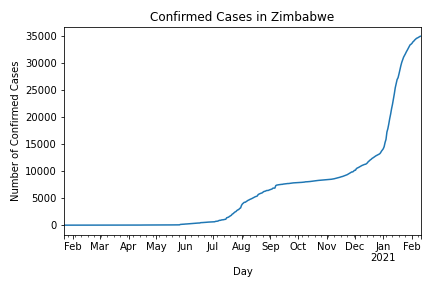 Confirmed Cases in Zimbabwe
Number of Confirmed Cases
35000
30000
25000
20000
15000
10000
5000
0
Feb Mar Apr May Jun Jul Aug Sep Oct Nov Dec Jan Feb
2021
Day